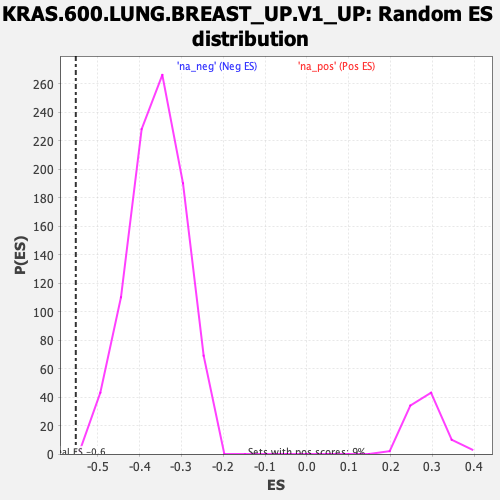 KRAS.600.LUNG.BREAST_UP.V1_UP: Random ES
distribution
'na_neg' (Neg ES) 'na_pos' (Pos ES)
260
240
220
200
180
160
140
120
100
80
60
40
20
0
P(ES)
al ES -0.6 Sets with pos scores: 9%
-0.5 -0.4 -0.3 -0.2 -0.1 0.0 0.1 0.2 0.3 0.4
ES